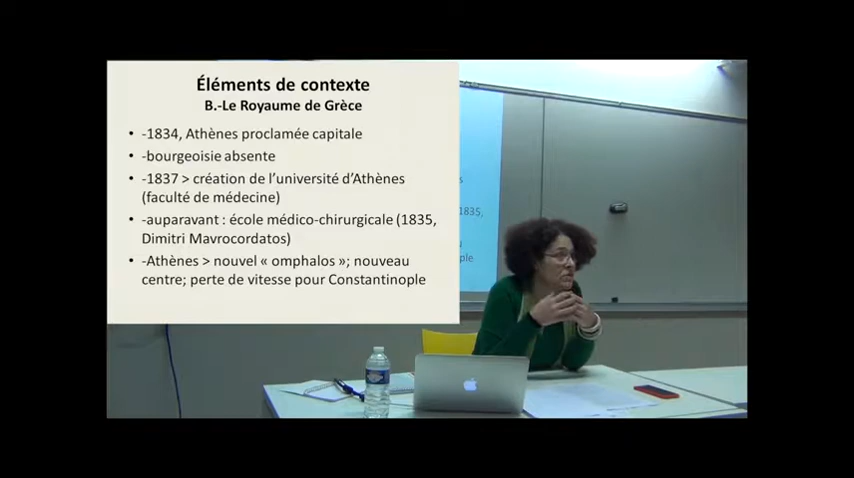 Éléments de contexte
B.-Le Royaume de Grèce
• -1834, Athènes proclamée capitale
• -bourgeoisie absente
• -1837 > création de l'université d'Athènes
(faculté de médecine)
• -auparavant : école médico-chirurgicale (1835,
Dimitri Mavrocordatos)
• -Athènes > nouvel « omphalos »; nouveau
centre; perte de vitesse pour Constantinople
1835,
ple